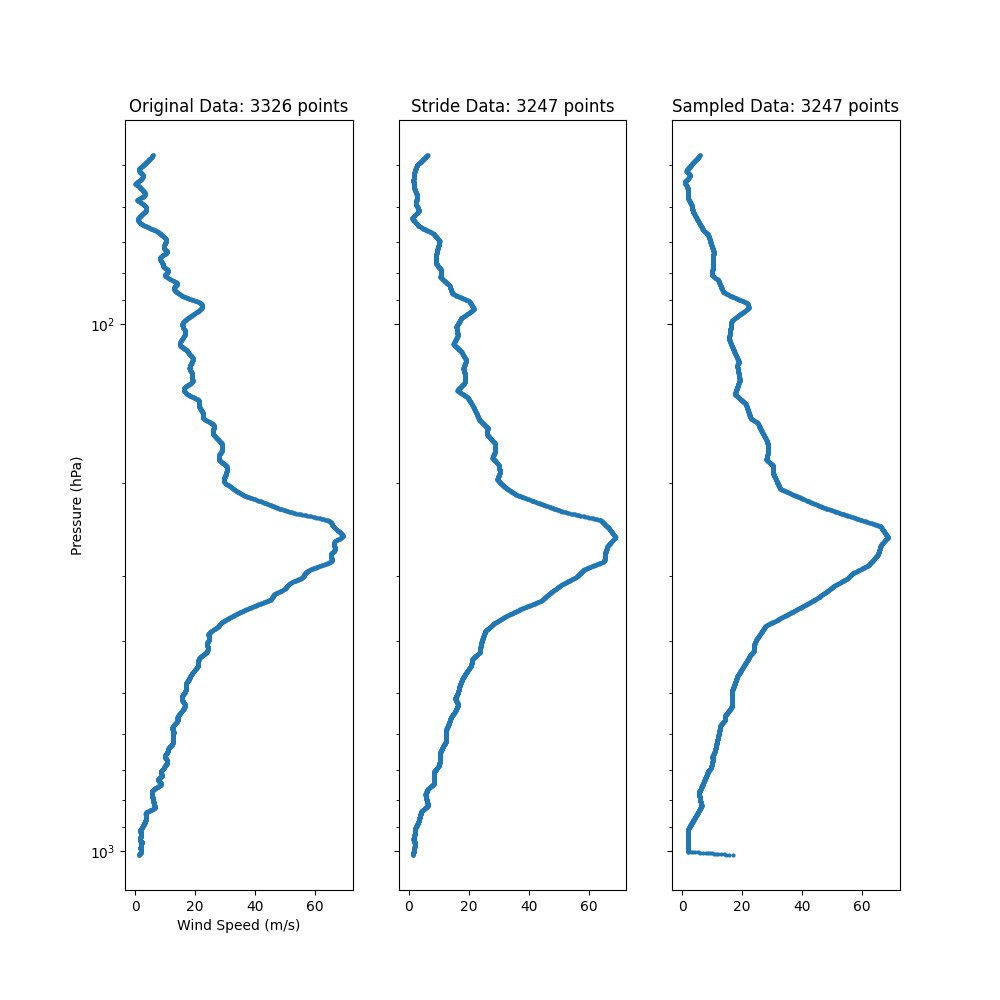 Original Data: 3326 points
Stride Data: 3247 points
Sampled Data: 3247 points
Pressure (hPa)
10²
10³
0 20 40 60
0 20 40 60
0 20 40 60
Wind Speed (m/s)